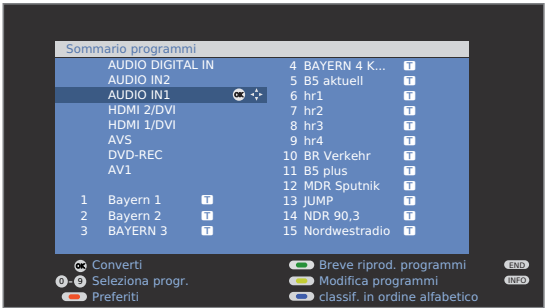 Sommario programmi
AUDIO DIGITAL IN
AUDIO IN2
AUDIO IN1 OK
HDMI 2/DVI
HDMI 1/DVI
AVS
DVD-REC
AV1
1 Bayern 1 T
2 Bayern 2 T
3 BAYERN 3 T
4 BAYERN 4 K... T
5 B5 aktuell T
6 hr1 T
7 hr2 T
8 hr3 T
9 hr4 T
10 BR Verkehr T
11 B5 plus T
12 MDR Sputnik T
13 JUMP T
14 NDR 90,3 T
15 Nordwestradio T
OK Converti
0-9 Seleziona progr.
Preferiti
Breve riprod. programmi END
Modifica programmi INFO
classif. in ordine alfabetico